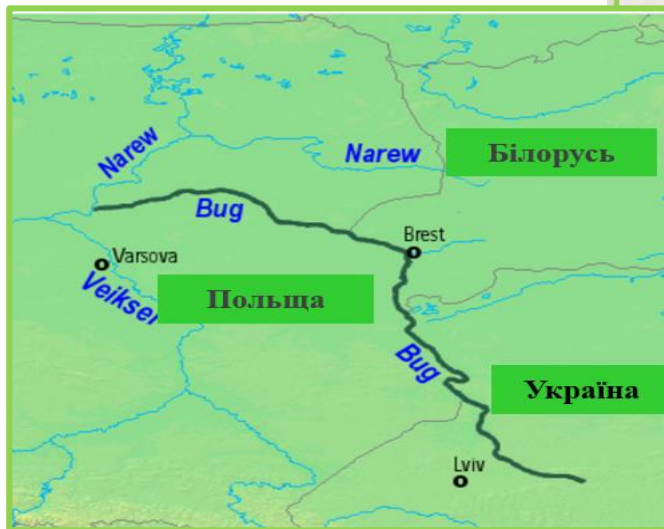 Narew
Narew
Білорусь
Bug
Brest
Varsova
Veiksel
Польща
Bug
Україна
Lviv